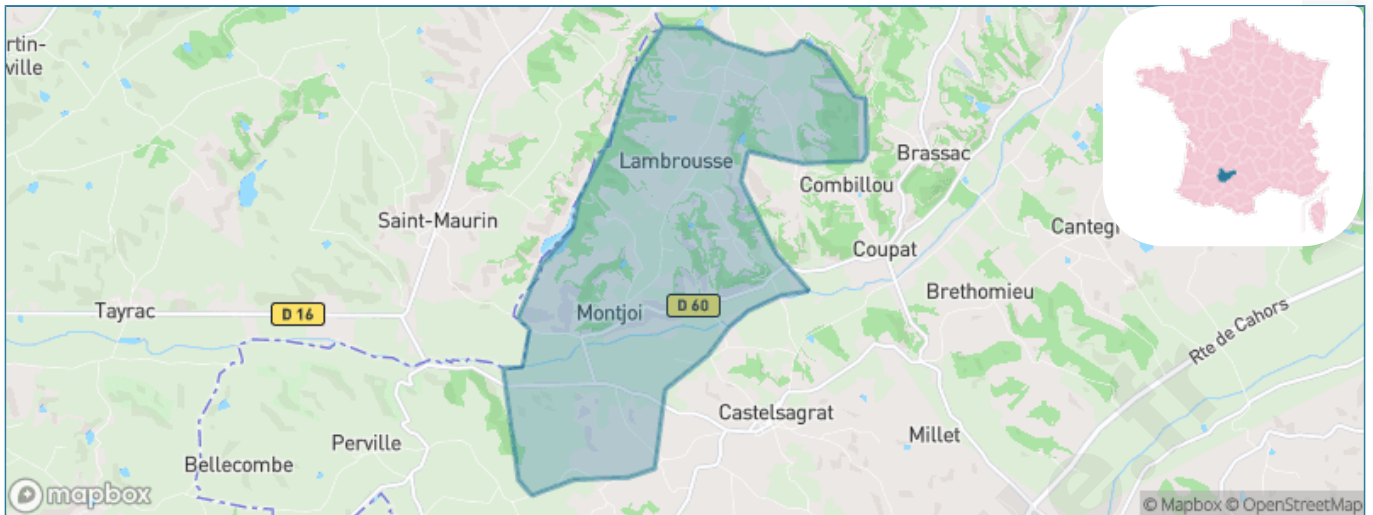 rtin-
ville
Lambrousse
Brassac
Combillou
Saint-Maurin
Cantegr
Coupat
Brethomieu
Tayrac
D 16
Montjoi
D 60
Rte de Cahors
Castelsagrat
Millet
Perville
Bellecombe
mapbox
© Mapbox © OpenStreetMap